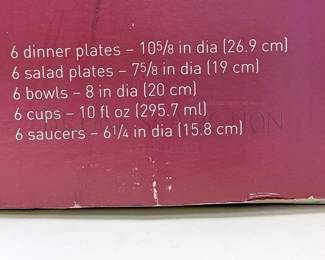 6 dinner plates – 10⁵/₈ in dia (26.9 cm)
6 salad plates – 7⁵/₈ in dia (19 cm)
6 bowls – 8 in dia (20 cm)
6 cups – 10 fl oz (295.7 ml)
6 saucers – 6¹/₄ in dia (15.8 cm)